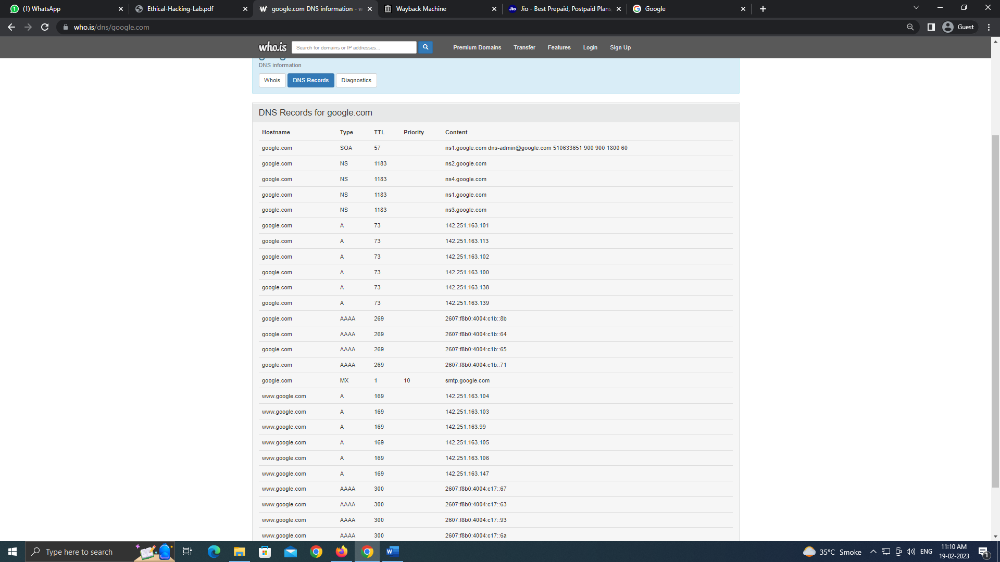 (1) WhatsApp
Ethical-Hacking-Lab.pdf
google.com DNS information - w
Wayback Machine
Jio - Best Prepaid, Postpaid Plans
Google
who.is/dns/google.com
Guest
who.is
Search for domains or IP addresses...
Premium Domains
Transfer
Features
Login
Sign Up
DNS information
Whois
DNS Records
Diagnostics
DNS Records for google.com
Hostname Type TTL Priority Content
google.com SOA 57 ns1.google.com dns-admin@google.com 510633651 900 900 1800 60
google.com NS 1183 ns2.google.com
google.com NS 1183 ns4.google.com
google.com NS 1183 ns1.google.com
google.com NS 1183 ns3.google.com
google.com A 73 142.251.163.101
google.com A 73 142.251.163.113
google.com A 73 142.251.163.102
google.com A 73 142.251.163.100
google.com A 73 142.251.163.138
google.com A 73 142.251.163.139
google.com AAAA 269 2607:f8b0:4004:c1b::8b
google.com AAAA 269 2607:f8b0:4004:c1b::64
google.com AAAA 269 2607:f8b0:4004:c1b::65
google.com AAAA 269 2607:f8b0:4004:c1b::71
google.com MX 1 10 smtp.google.com
www.google.com A 169 142.251.163.104
www.google.com A 169 142.251.163.103
www.google.com A 169 142.251.163.99
www.google.com A 169 142.251.163.105
www.google.com A 169 142.251.163.106
www.google.com A 169 142.251.163.147
www.google.com AAAA 300 2607:f8b0:4004:c17::67
www.google.com AAAA 300 2607:f8b0:4004:c17::63
www.google.com AAAA 300 2607:f8b0:4004:c17::93
www.google.com AAAA 300 2607:f8b0:4004:c17::6a
Type here to search
35°C Smoke
ENG
11:10 AM
19-02-2023
1